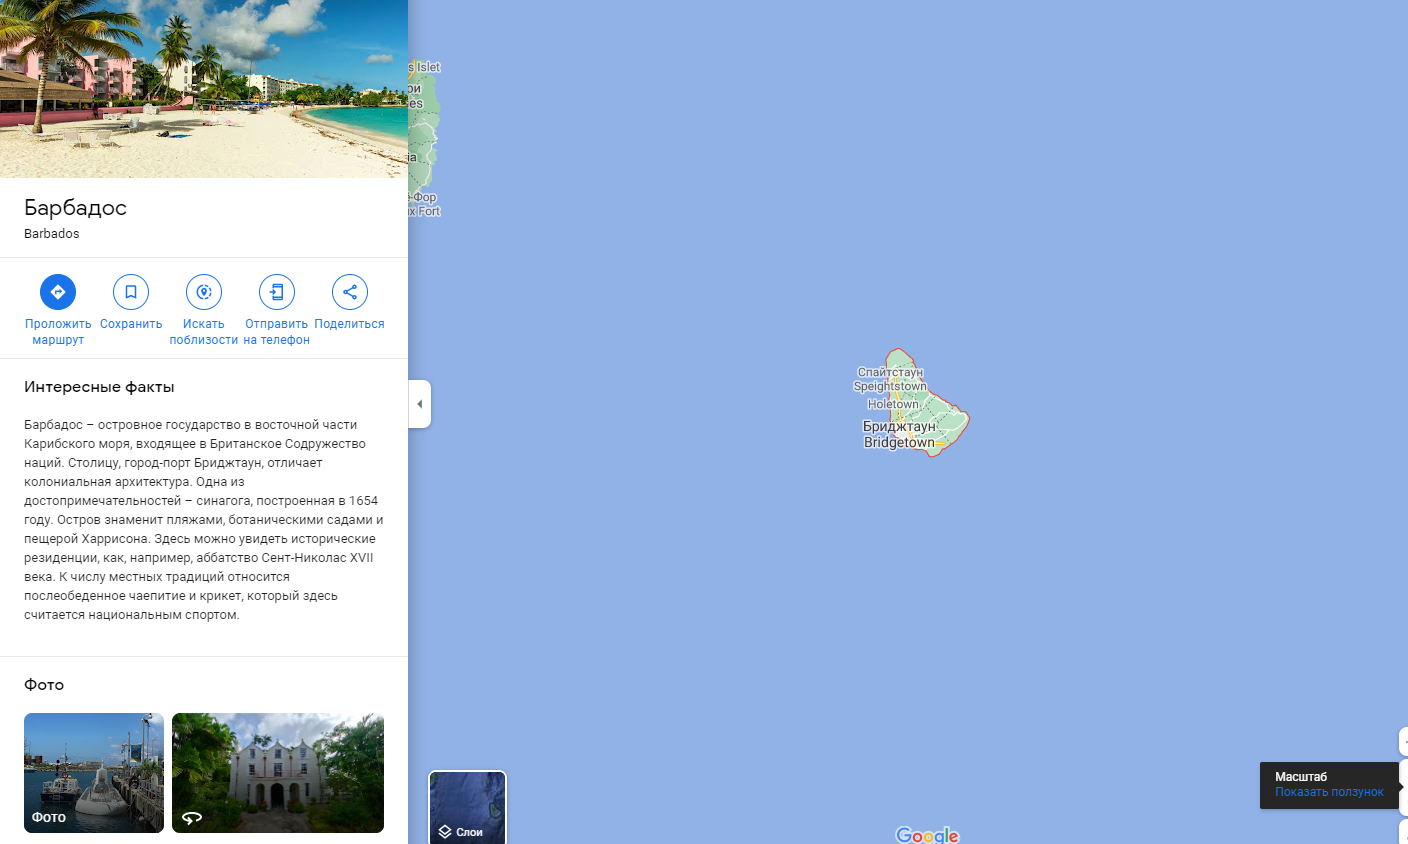 Барбадос
Barbados
Проложить маршрут
Сохранить
Искать поблизости
Отправить на телефон
Поделиться
Интересные факты
Барбадос – островное государство в восточной части
Карибского моря, входящее в Британское Содружество
наций. Столицу, город-порт Бриджтаун, отличает
колониальная архитектура. Одна из
достопримечательностей – синагога, построенная в 1654
году. Остров знаменит пляжами, ботаническими садами и
пещерой Харрисона. Здесь можно увидеть исторические
резиденции, как, например, аббатство Сент-Николас XVII
века. К числу местных традиций относится
послеобеденное чаепитие и крикет, который здесь
считается национальным спортом.
Фото
Фото
s Islet
ри
es
ia
-Фор
x Fort
Спайтстаун
Speightstown
Holetown
Бриджтаун
Bridgetown
Слои
Google
Масштаб
Показать ползунок